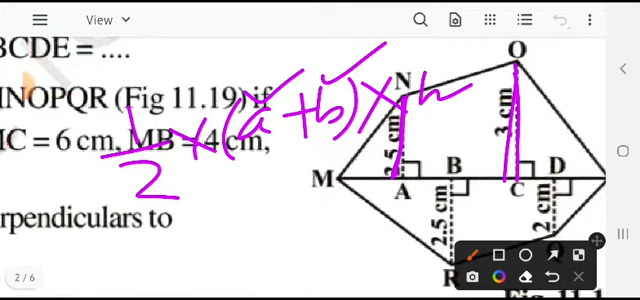 View
BCDE = ....
MNOPQR (Fig 11.19) if
MC = 6 cm, MB = 4 cm,
erpendiculars to
1/2 × (a + b) × h
O
N
3 cm
2.5 cm
B
D
M
A
C
2.5 cm
2 cm
Q
R
2 / 6